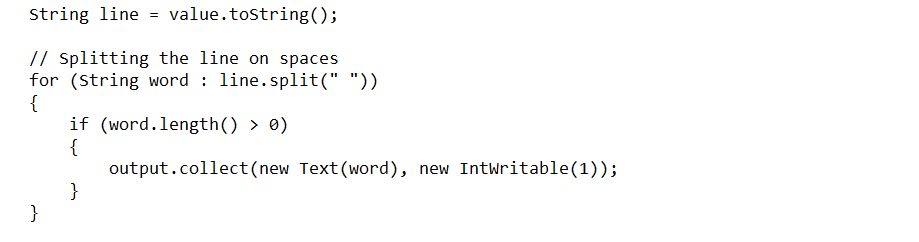 String line = value.toString();
// Splitting the line on spaces
for (String word : line.split(" "))
{
if (word.length() > 0)
{
output.collect(new Text(word), new IntWritable(1));
}
}